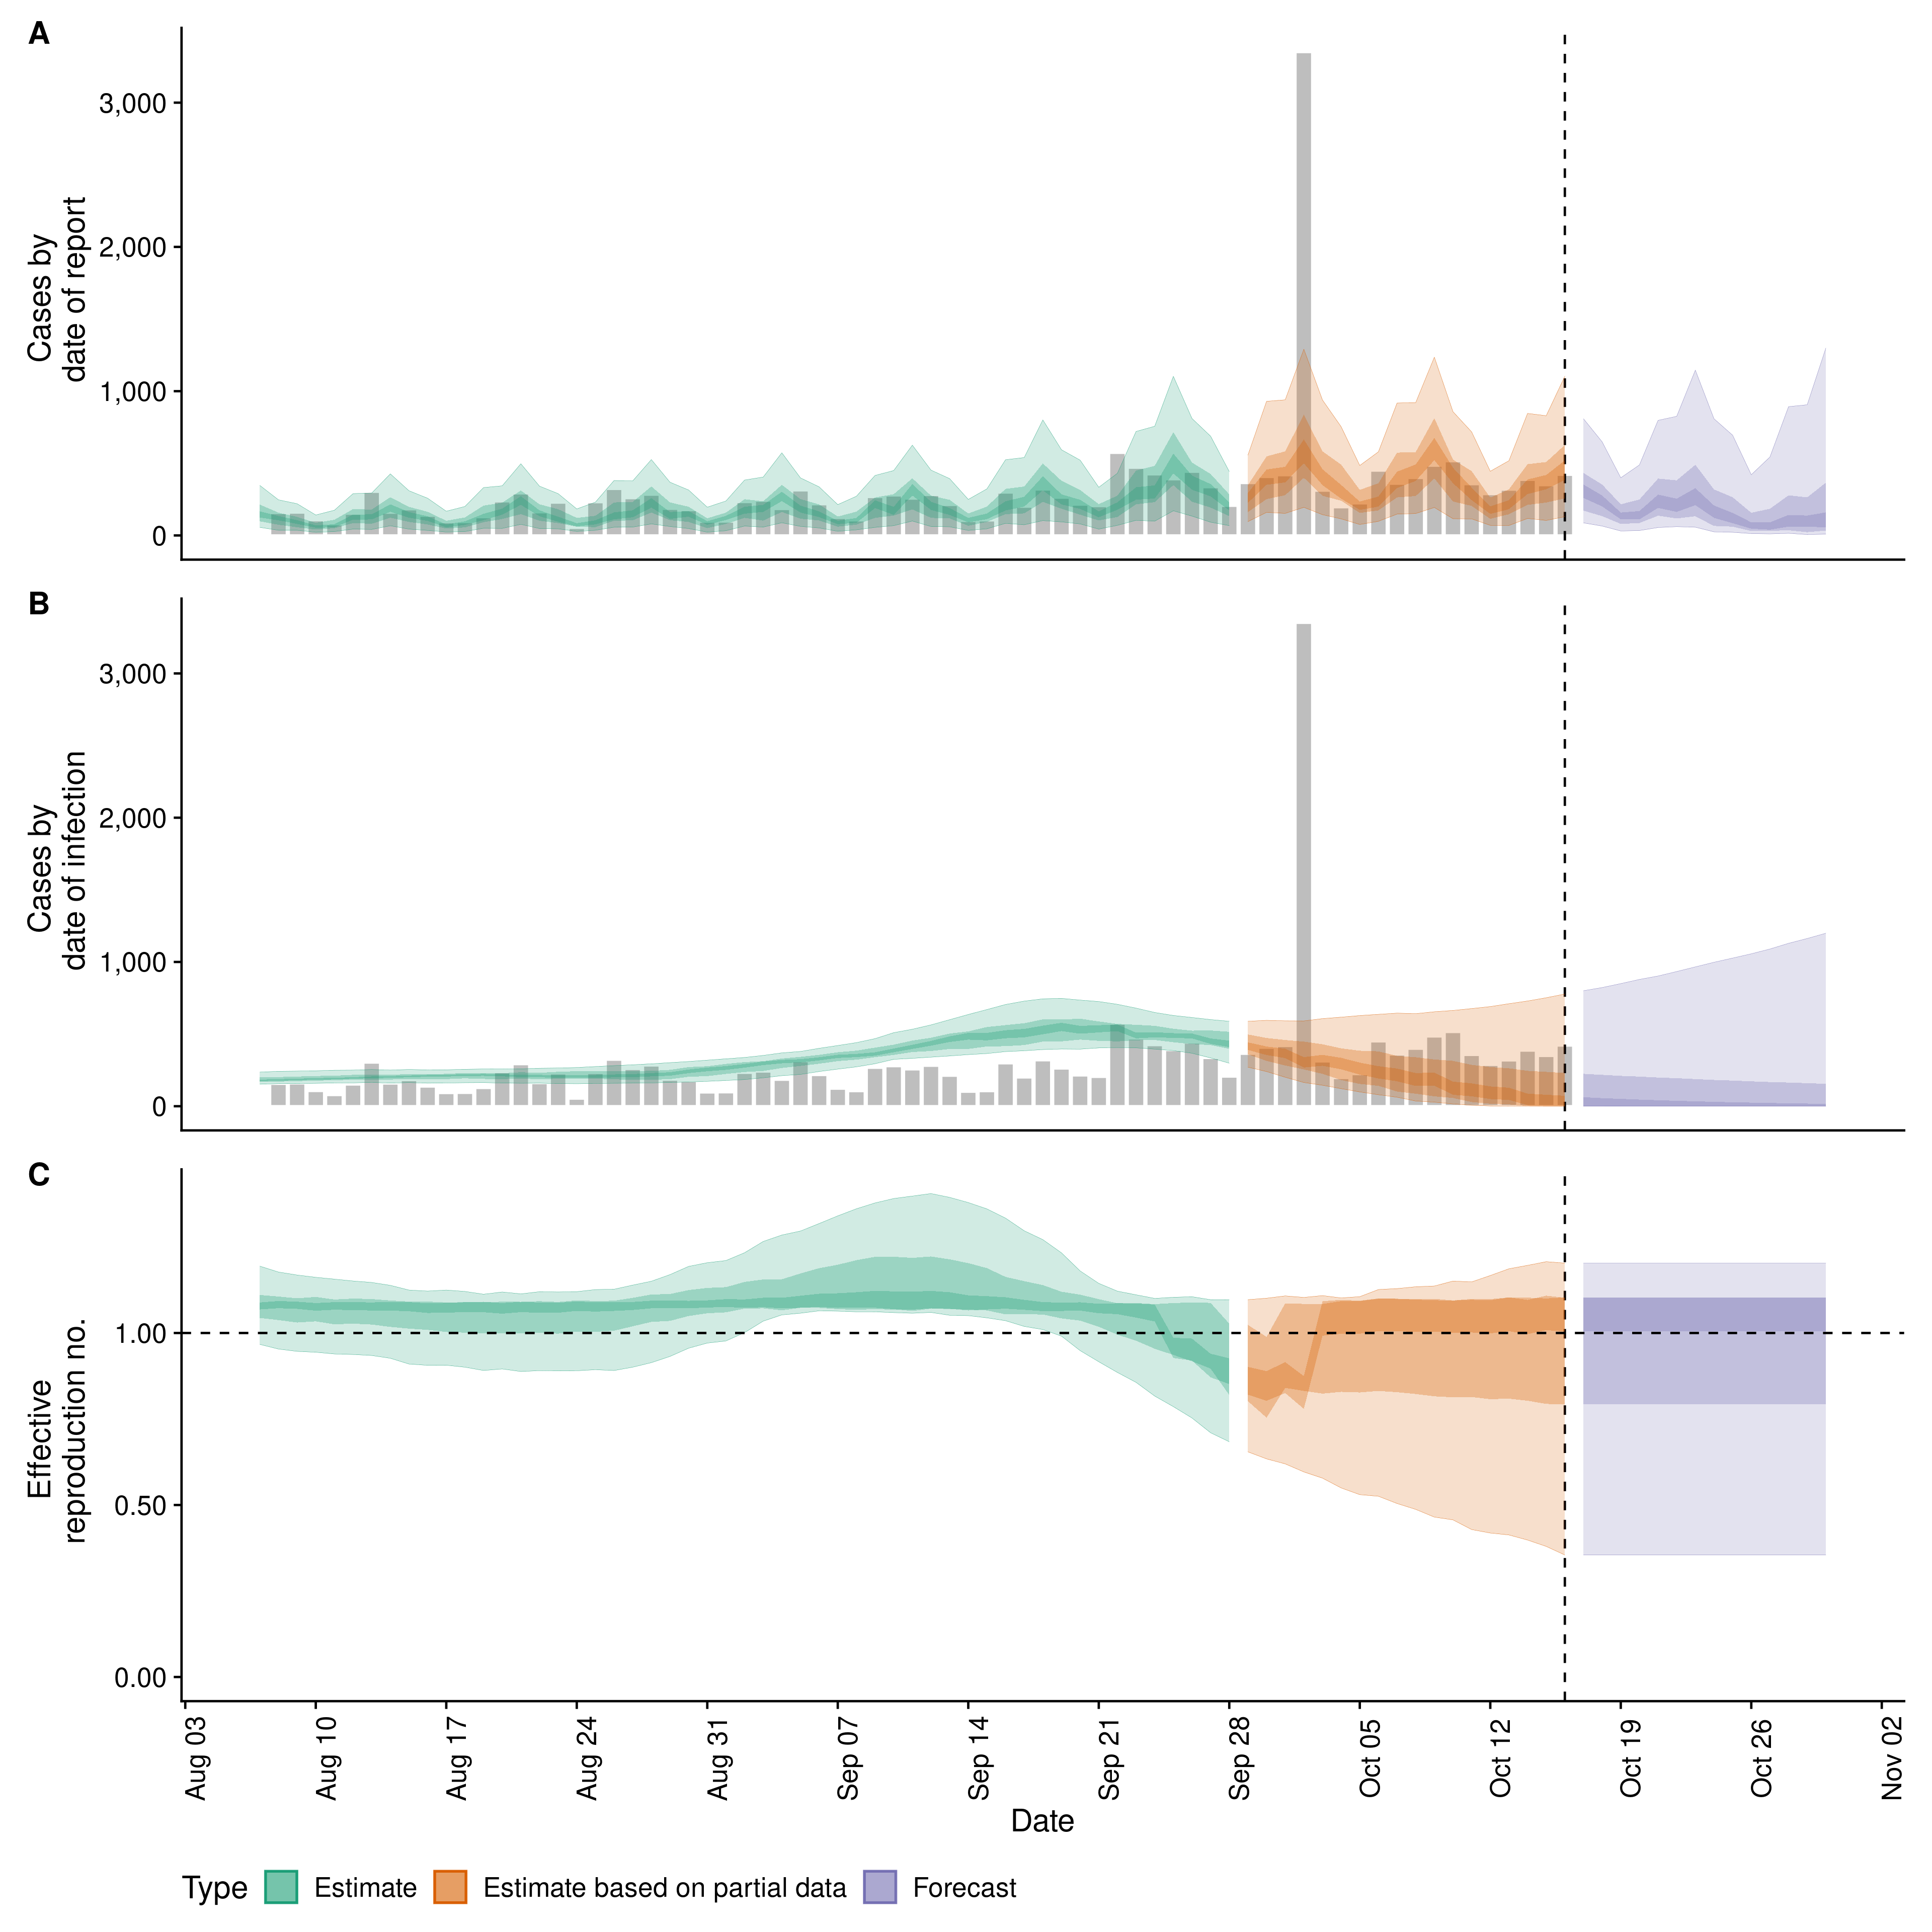 A
Cases by
date of report
3,000
2,000
1,000
0
B
Cases by
date of infection
3,000
2,000
1,000
0
C
Effective
reproduction no.
1.00
0.50
0.00
Aug 03
Aug 10
Aug 17
Aug 24
Aug 31
Sep 07
Sep 14
Sep 21
Sep 28
Oct 05
Oct 12
Oct 19
Oct 26
Nov 02
Date
Type Estimate Estimate based on partial data Forecast